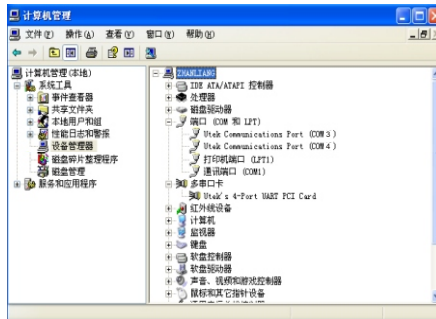 计算机管理
文件(F) 操作(A) 查看(V) 窗口(W) 帮助(H)
计算机管理(本地)
系统工具
事件查看器
共享文件夹
本地用户和组
性能日志和警报
设备管理器
磁盘碎片整理程序
磁盘管理
服务和应用程序
ZHANLIANG
IDE ATA/ATAPI 控制器
处理器
磁盘驱动器
端口 (COM 和 LPT)
Utek Communications Port (COM3)
Utek Communications Port (COM4)
打印机端口 (LPT1)
通讯端口 (COM1)
多串口卡
Utek's 4-Port UART PCI Card
红外线设备
计算机
监视器
键盘
软盘控制器
软盘驱动器
声音、视频和游戏控制器
鼠标和其它指针设备